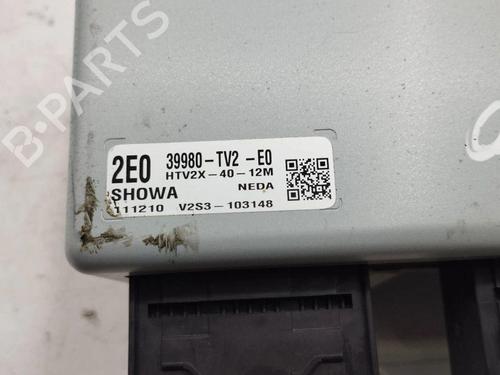 B-PARTS
2E0 39980-TV2-E0
HTV2X-40-12M
SHOWA NEDA
111210 V2S3-103148